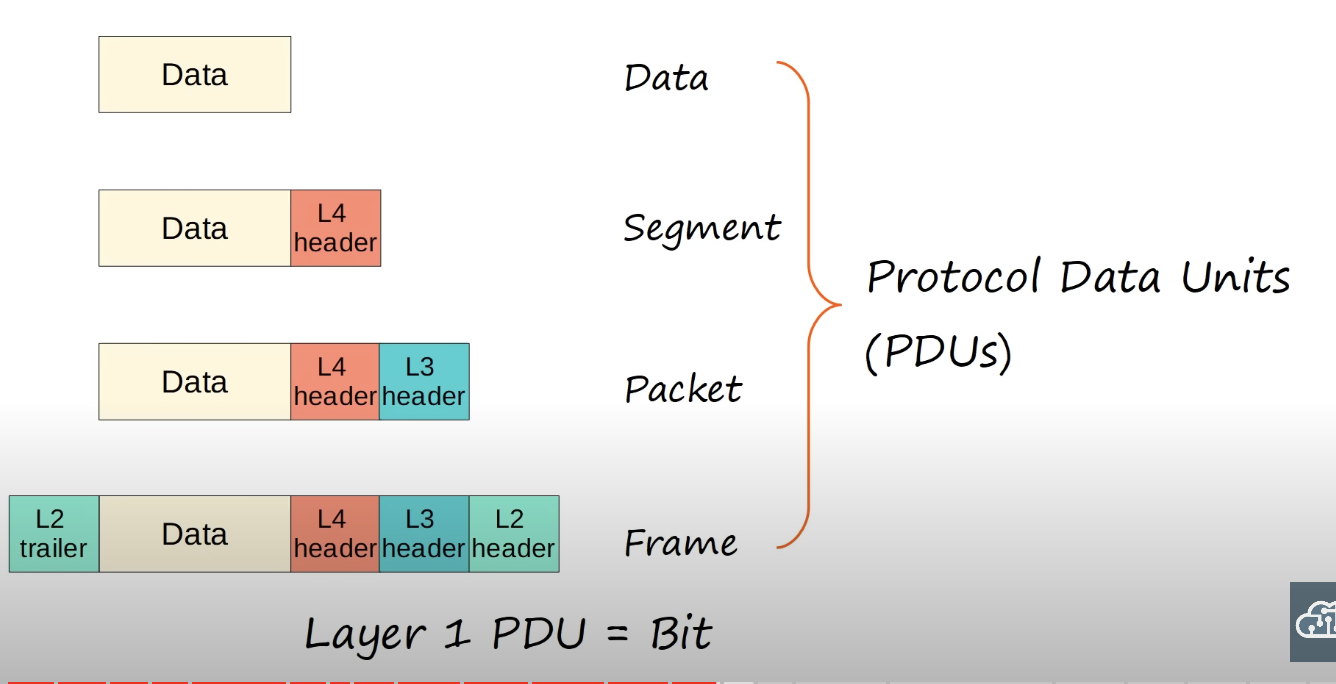 Data
Data
Data
L4
header
Segment
Data
L4
header
L3
header
Packet
Protocol Data Units
(PDUs)
L2
trailer
Data
L4
header
L3
header
L2
header
Frame
Layer 1 PDU = Bit